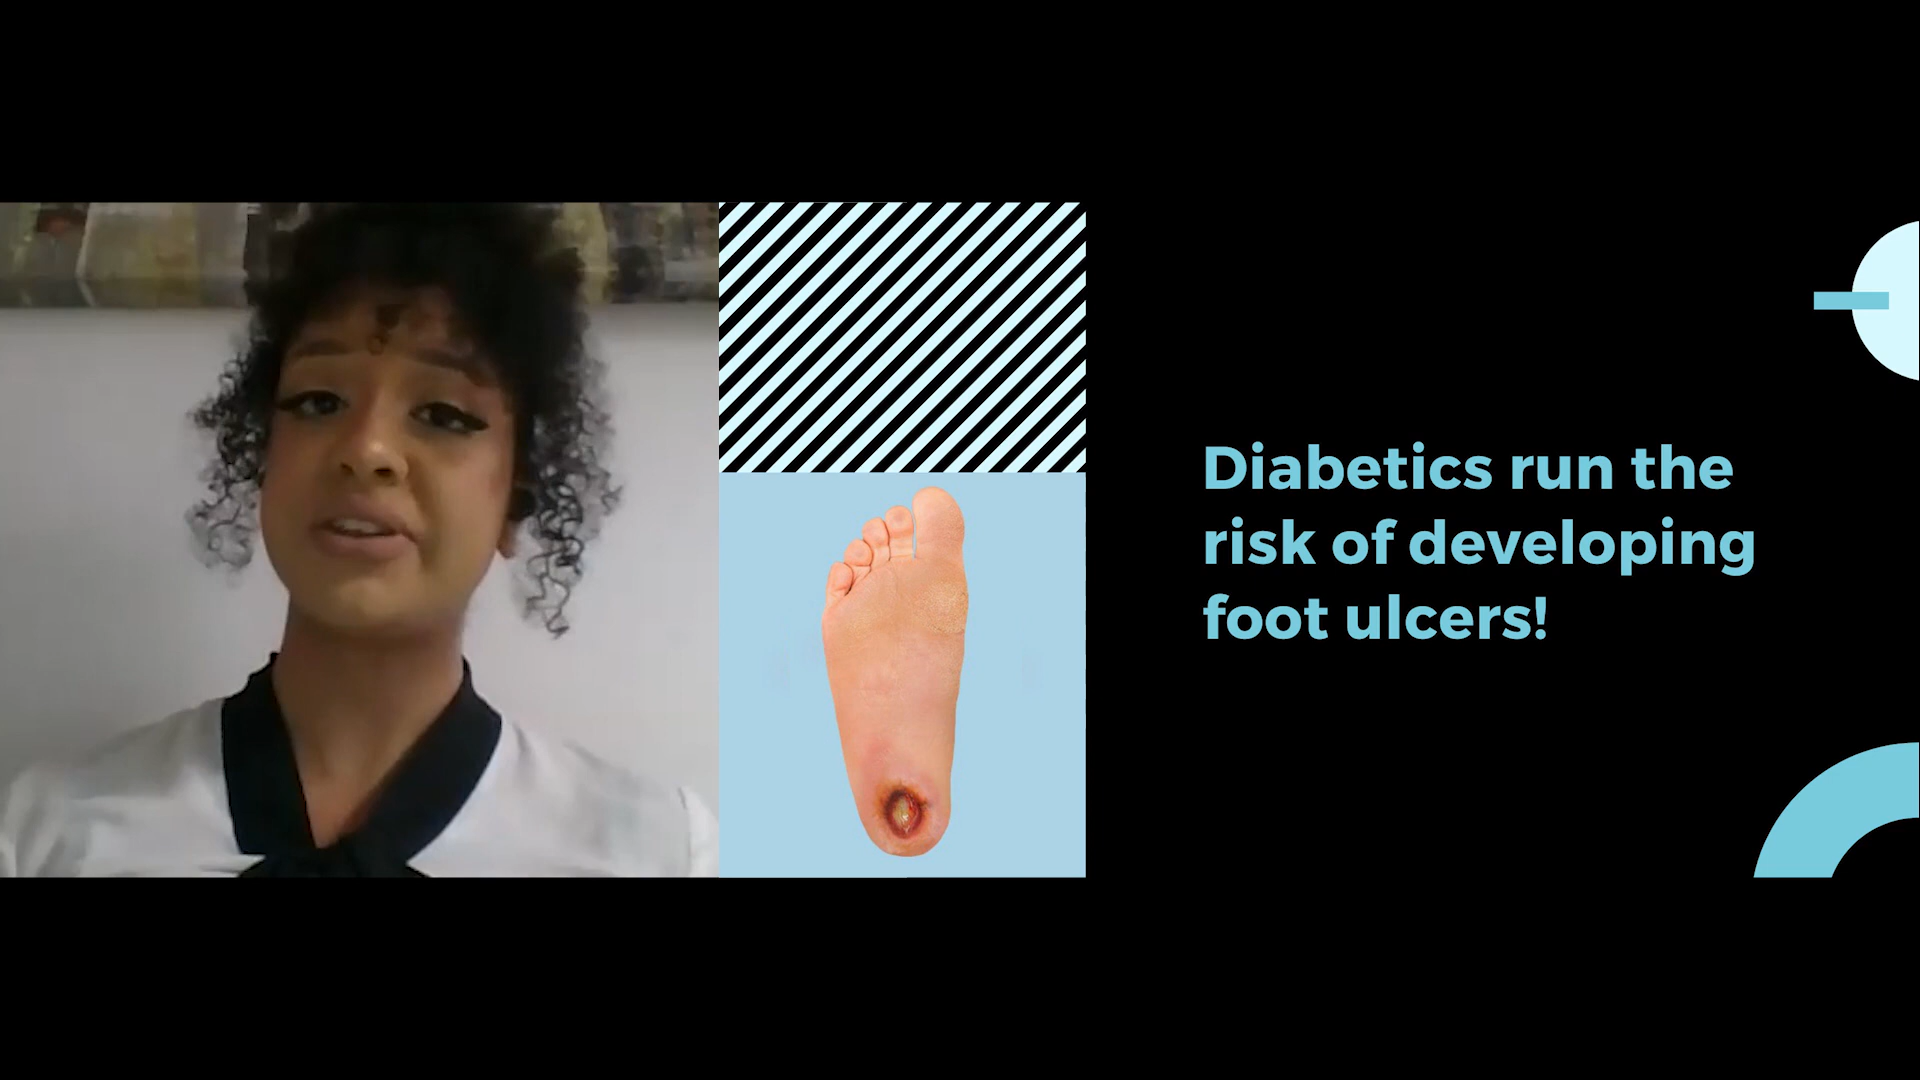 Diabetics run the
risk of developing
foot ulcers!